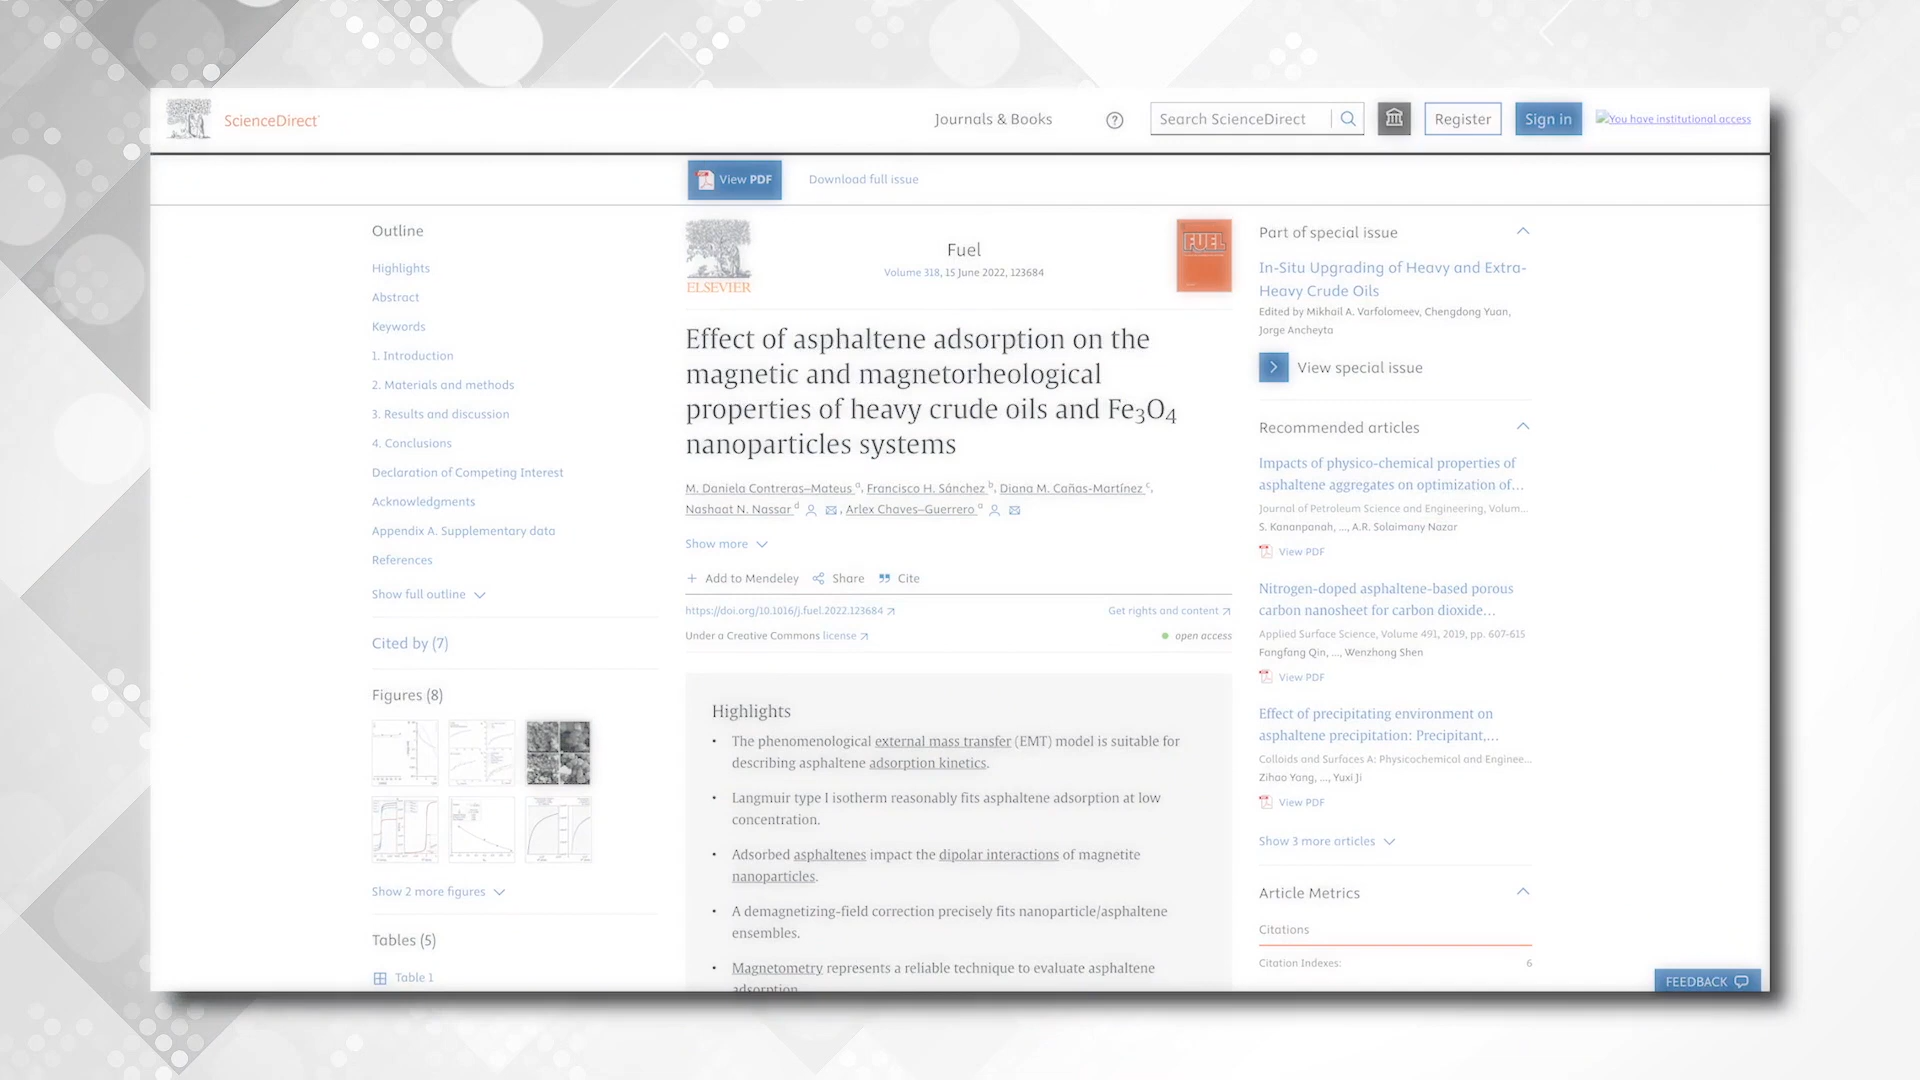 ScienceDirect
Journals & Books
Search ScienceDirect
Register
Sign in
You have institutional access
View PDF
Download full issue
Outline
Highlights
Abstract
Keywords
1. Introduction
2. Materials and methods
3. Results and discussion
4. Conclusions
Declaration of Competing Interest
Acknowledgments
Appendix A. Supplementary data
References
Show full outline
Cited by (7)
Figures (8)
Show 2 more figures
Tables (5)
Table 1
ELSEVIER
Fuel
Volume 318, 15 June 2022, 123684
FUEL
Effect of asphaltene adsorption on the
magnetic and magnetorheological
properties of heavy crude oils and Fe₃O₄
nanoparticles systems
M. Daniela Contreras–Mateus ᵃ, Francisco H. Sánchez ᵇ, Diana M. Cañas-Martínez ᶜ,
Nashaat N. Nassar ᵈ, Arlex Chaves–Guerrero ᵃ
Show more
+ Add to Mendeley Share Cite
https://doi.org/10.1016/j.fuel.2022.123684
Get rights and content
Under a Creative Commons license
open access
Highlights
• The phenomenological external mass transfer (EMT) model is suitable for
describing asphaltene adsorption kinetics.
• Langmuir type I isotherm reasonably fits asphaltene adsorption at low
concentration.
• Adsorbed asphaltenes impact the dipolar interactions of magnetite
nanoparticles.
• A demagnetizing-field correction precisely fits nanoparticle/asphaltene
ensembles.
• Magnetometry represents a reliable technique to evaluate asphaltene
adsorption
Part of special issue
In-Situ Upgrading of Heavy and Extra-
Heavy Crude Oils
Edited by Mikhail A. Varfolomeev, Chengdong Yuan,
Jorge Ancheyta
View special issue
Recommended articles
Impacts of physico-chemical properties of
asphaltene aggregates on optimization of…
Journal of Petroleum Science and Engineering, Volum…
S. Kananpanah, …, A.R. Solaimany Nazar
View PDF
Nitrogen-doped asphaltene-based porous
carbon nanosheet for carbon dioxide…
Applied Surface Science, Volume 491, 2019, pp. 607-615
Fangfang Qin, …, Wenzhong Shen
View PDF
Effect of precipitating environment on
asphaltene precipitation: Precipitant,…
Colloids and Surfaces A: Physicochemical and Enginee…
Zihao Yang, …, Yuxi Ji
View PDF
Show 3 more articles
Article Metrics
Citations
Citation Indexes: 6
FEEDBACK